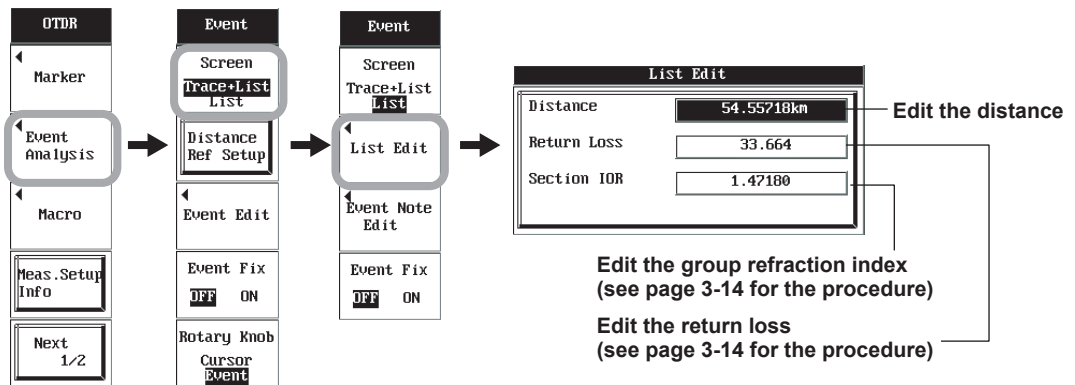 OTDR
Marker
Event
Analysis
Macro
Meas.Setup
Info
Next
1/2
Event
Screen
Trace+List
List
Distance
Ref Setup
Event Edit
Event Fix
OFF ON
Rotary Knob
Cursor
Event
Event
Screen
Trace+List
List
List Edit
Event Note
Edit
Event Fix
OFF ON
List Edit
Distance 54.55718km
Return Loss 33.664
Section IOR 1.47180
Edit the distance
Edit the group refraction index
(see page 3-14 for the procedure)
Edit the return loss
(see page 3-14 for the procedure)